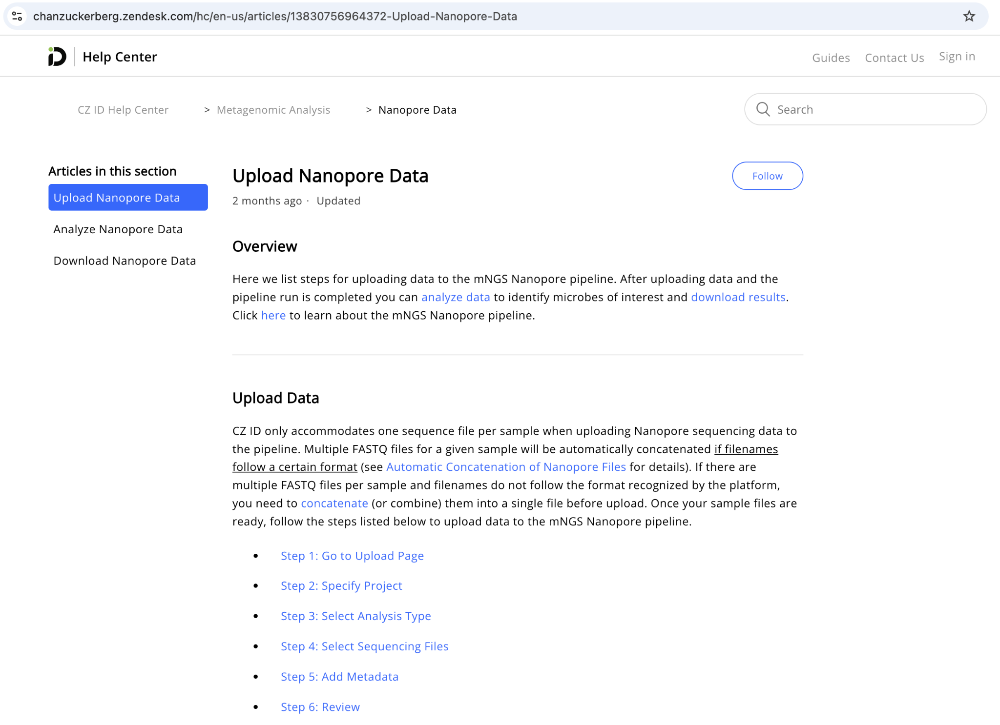 chanzuckerberg.zendesk.com/hc/en-us/articles/13830756964372-Upload-Nanopore-Data
iD
Help Center
Guides
Contact Us
Sign in
CZ ID Help Center > Metagenomic Analysis > Nanopore Data
Search
Articles in this section
Upload Nanopore Data
Analyze Nanopore Data
Download Nanopore Data
Upload Nanopore Data
Follow
2 months ago · Updated
Overview
Here we list steps for uploading data to the mNGS Nanopore pipeline. After uploading data and the
pipeline run is completed you can analyze data to identify microbes of interest and download results.
Click here to learn about the mNGS Nanopore pipeline.
Upload Data
CZ ID only accommodates one sequence file per sample when uploading Nanopore sequencing data to
the pipeline. Multiple FASTQ files for a given sample will be automatically concatenated if filenames
follow a certain format (see Automatic Concatenation of Nanopore Files for details). If there are
multiple FASTQ files per sample and filenames do not follow the format recognized by the platform,
you need to concatenate (or combine) them into a single file before upload. Once your sample files are
ready, follow the steps listed below to upload data to the mNGS Nanopore pipeline.
• Step 1: Go to Upload Page
• Step 2: Specify Project
• Step 3: Select Analysis Type
• Step 4: Select Sequencing Files
• Step 5: Add Metadata
• Step 6: Review